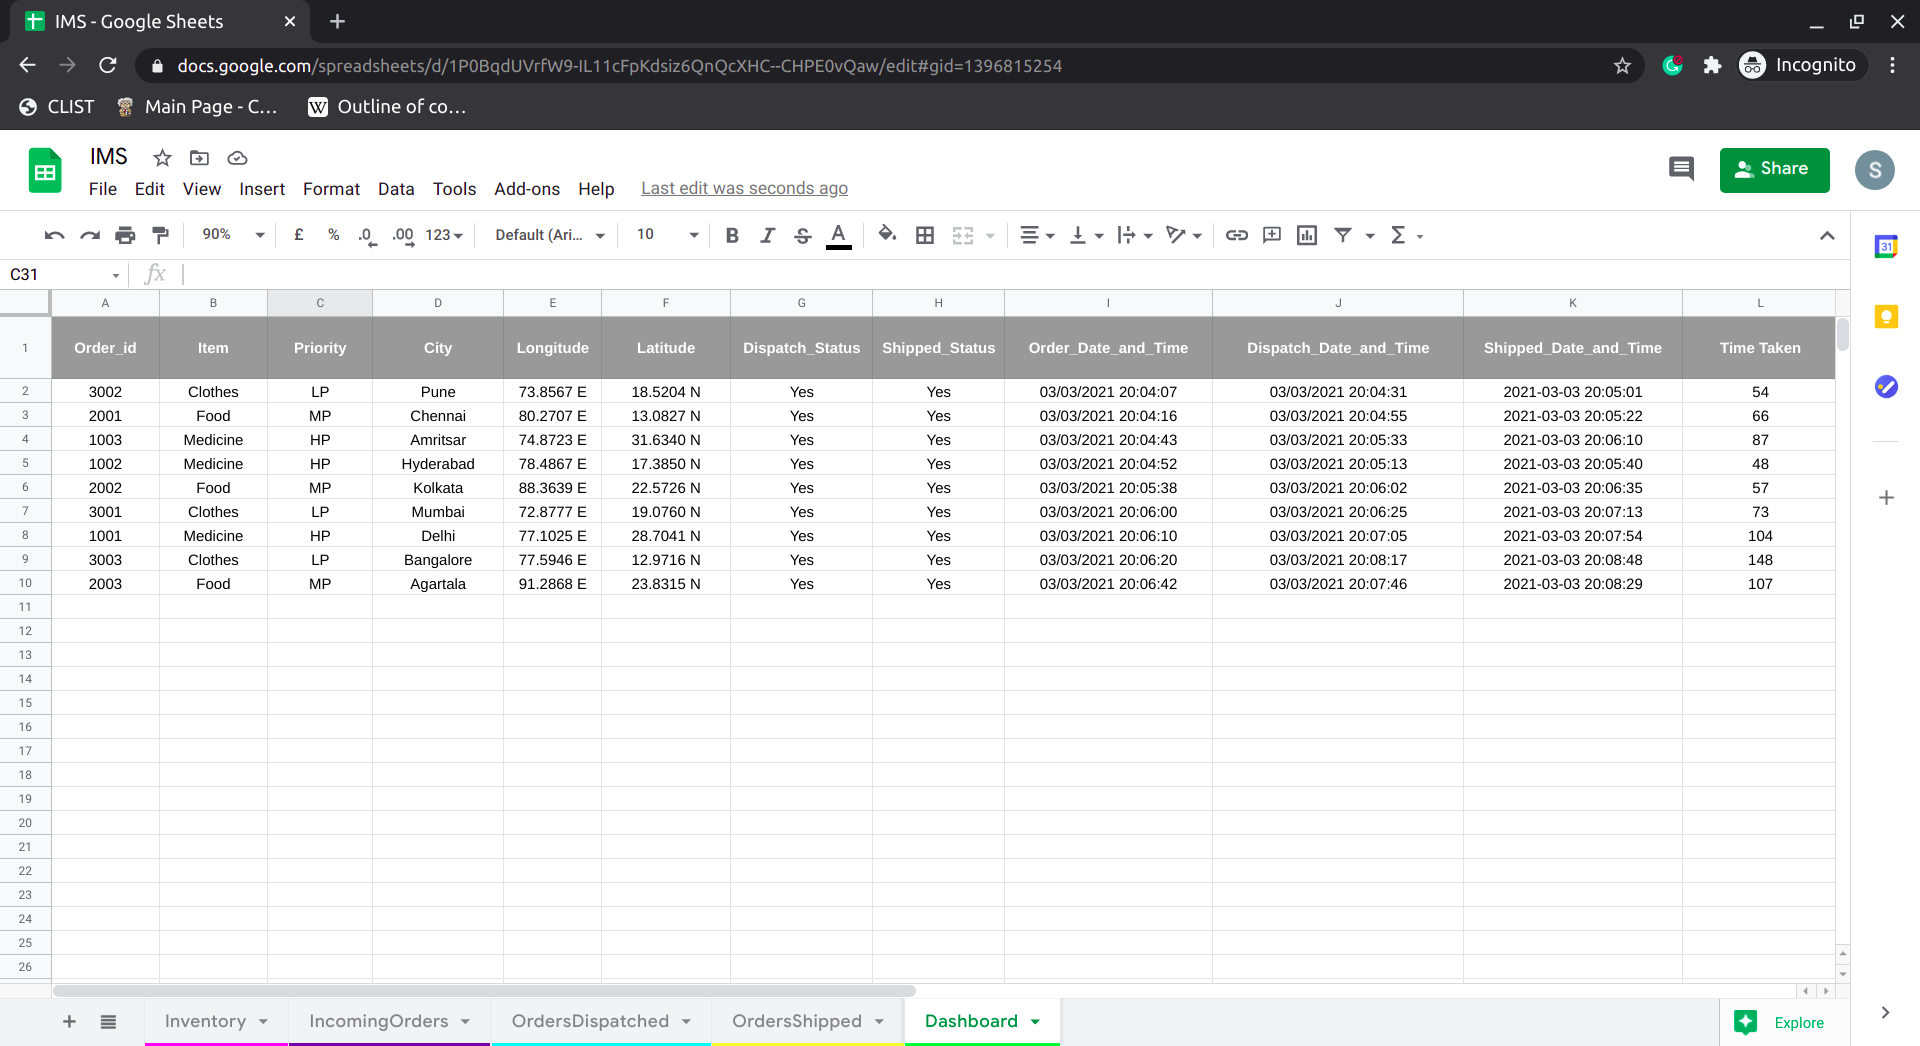 IMS - Google Sheets
docs.google.com/spreadsheets/d/1P0BqdUVrfW9-IL11cFpKdsiz6QnQcXHC--CHPE0vQaw/edit#gid=1396815254 Incognito
CLIST Main Page - C… Outline of co…
IMS
File Edit View Insert Format Data Tools Add-ons Help Last edit was seconds ago Share S
90% £ % .0 .00 123 Default (Ari... 10 B I S A Σ 31
C31 fx
A B C D E F G H I J K L
1 Order_id Item Priority City Longitude Latitude Dispatch_Status Shipped_Status Order_Date_and_Time Dispatch_Date_and_Time Shipped_Date_and_Time Time Taken
2 3002 Clothes LP Pune 73.8567 E 18.5204 N Yes Yes 03/03/2021 20:04:07 03/03/2021 20:04:31 2021-03-03 20:05:01 54
3 2001 Food MP Chennai 80.2707 E 13.0827 N Yes Yes 03/03/2021 20:04:16 03/03/2021 20:04:55 2021-03-03 20:05:22 66
4 1003 Medicine HP Amritsar 74.8723 E 31.6340 N Yes Yes 03/03/2021 20:04:43 03/03/2021 20:05:33 2021-03-03 20:06:10 87
5 1002 Medicine HP Hyderabad 78.4867 E 17.3850 N Yes Yes 03/03/2021 20:04:52 03/03/2021 20:05:13 2021-03-03 20:05:40 48
6 2002 Food MP Kolkata 88.3639 E 22.5726 N Yes Yes 03/03/2021 20:05:38 03/03/2021 20:06:02 2021-03-03 20:06:35 57
7 3001 Clothes LP Mumbai 72.8777 E 19.0760 N Yes Yes 03/03/2021 20:06:00 03/03/2021 20:06:25 2021-03-03 20:07:13 73
8 1001 Medicine HP Delhi 77.1025 E 28.7041 N Yes Yes 03/03/2021 20:06:10 03/03/2021 20:07:05 2021-03-03 20:07:54 104
9 3003 Clothes LP Bangalore 77.5946 E 12.9716 N Yes Yes 03/03/2021 20:06:20 03/03/2021 20:08:17 2021-03-03 20:08:48 148
10 2003 Food MP Agartala 91.2868 E 23.8315 N Yes Yes 03/03/2021 20:06:42 03/03/2021 20:07:46 2021-03-03 20:08:29 107
11
12
13
14
15
16
17
18
19
20
21
22
23
24
25
26
Inventory IncomingOrders OrdersDispatched OrdersShipped Dashboard Explore